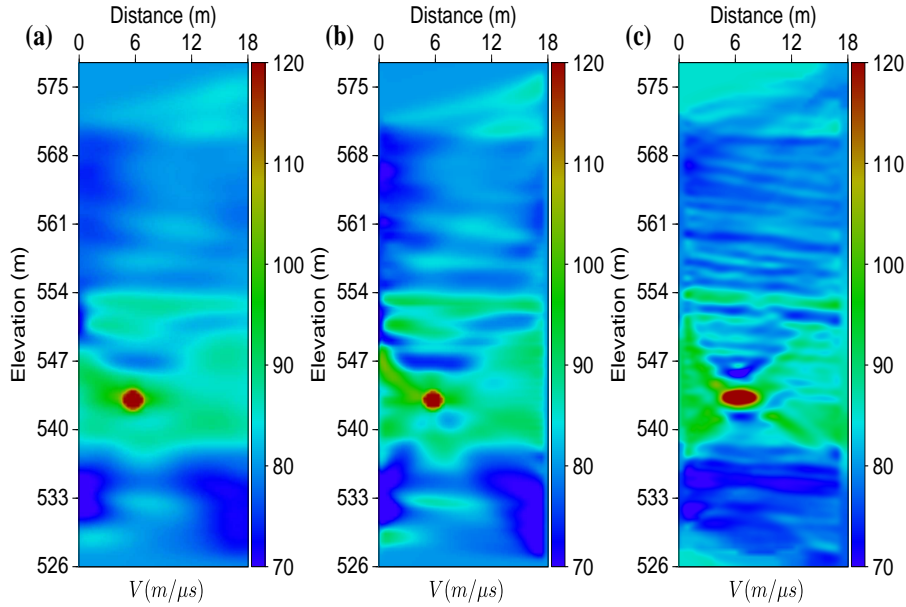 Distance (m) Distance (m) Distance (m)
(a) 0 6 12 18 (b) 0 6 12 18 (c) 0 6 12 18
120 120 120
575 575 575
110 110 110
568 568 568
561 561 561
100 100 100
554 554 554
Elevation (m) Elevation (m) Elevation (m)
90 90 90
547 547 547
540 540 540
80 80 80
533 533 533
526 70 526 70 526 70
V(m/μs) V(m/μs) V(m/μs)